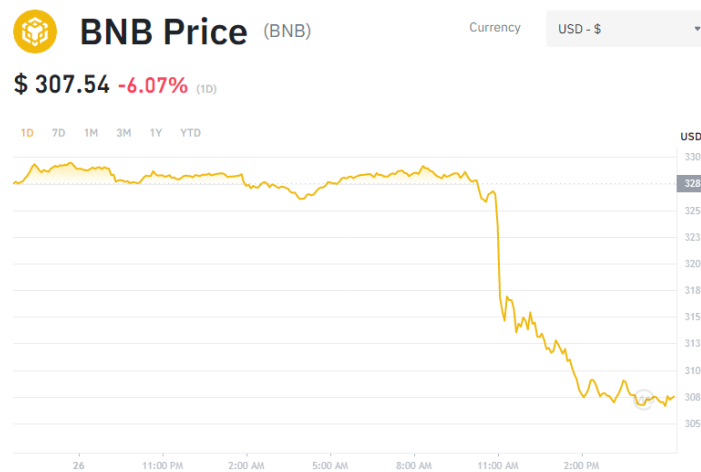 BNB Price (BNB)
Currency
USD - $
$ 307.54 -6.07% (1D)
1D 7D 1M 3M 1Y YTD
USD
330
328
325
323
320
318
315
313
310
308
305
26 11:00 PM 2:00 AM 5:00 AM 8:00 AM 11:00 AM 2:00 PM